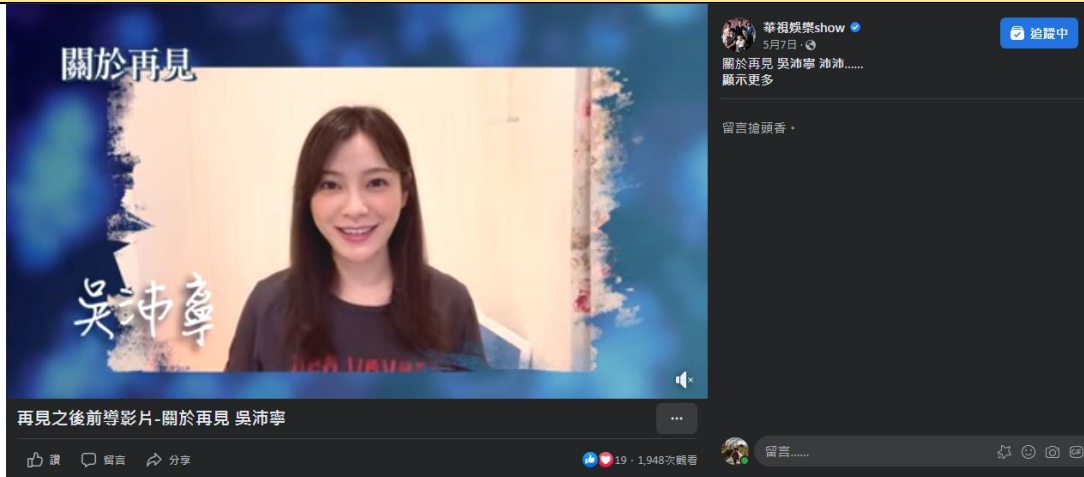 關於再見
吳沛寧
再見之後前導影片-關於再見 吳沛寧
讚 留言 分享
19 · 1,948次觀看
華視娛樂show
5月7日 ·
追蹤中
關於再見 吳沛寧 沛沛......
顯示更多
留言搶頭香。
留言......
GIF